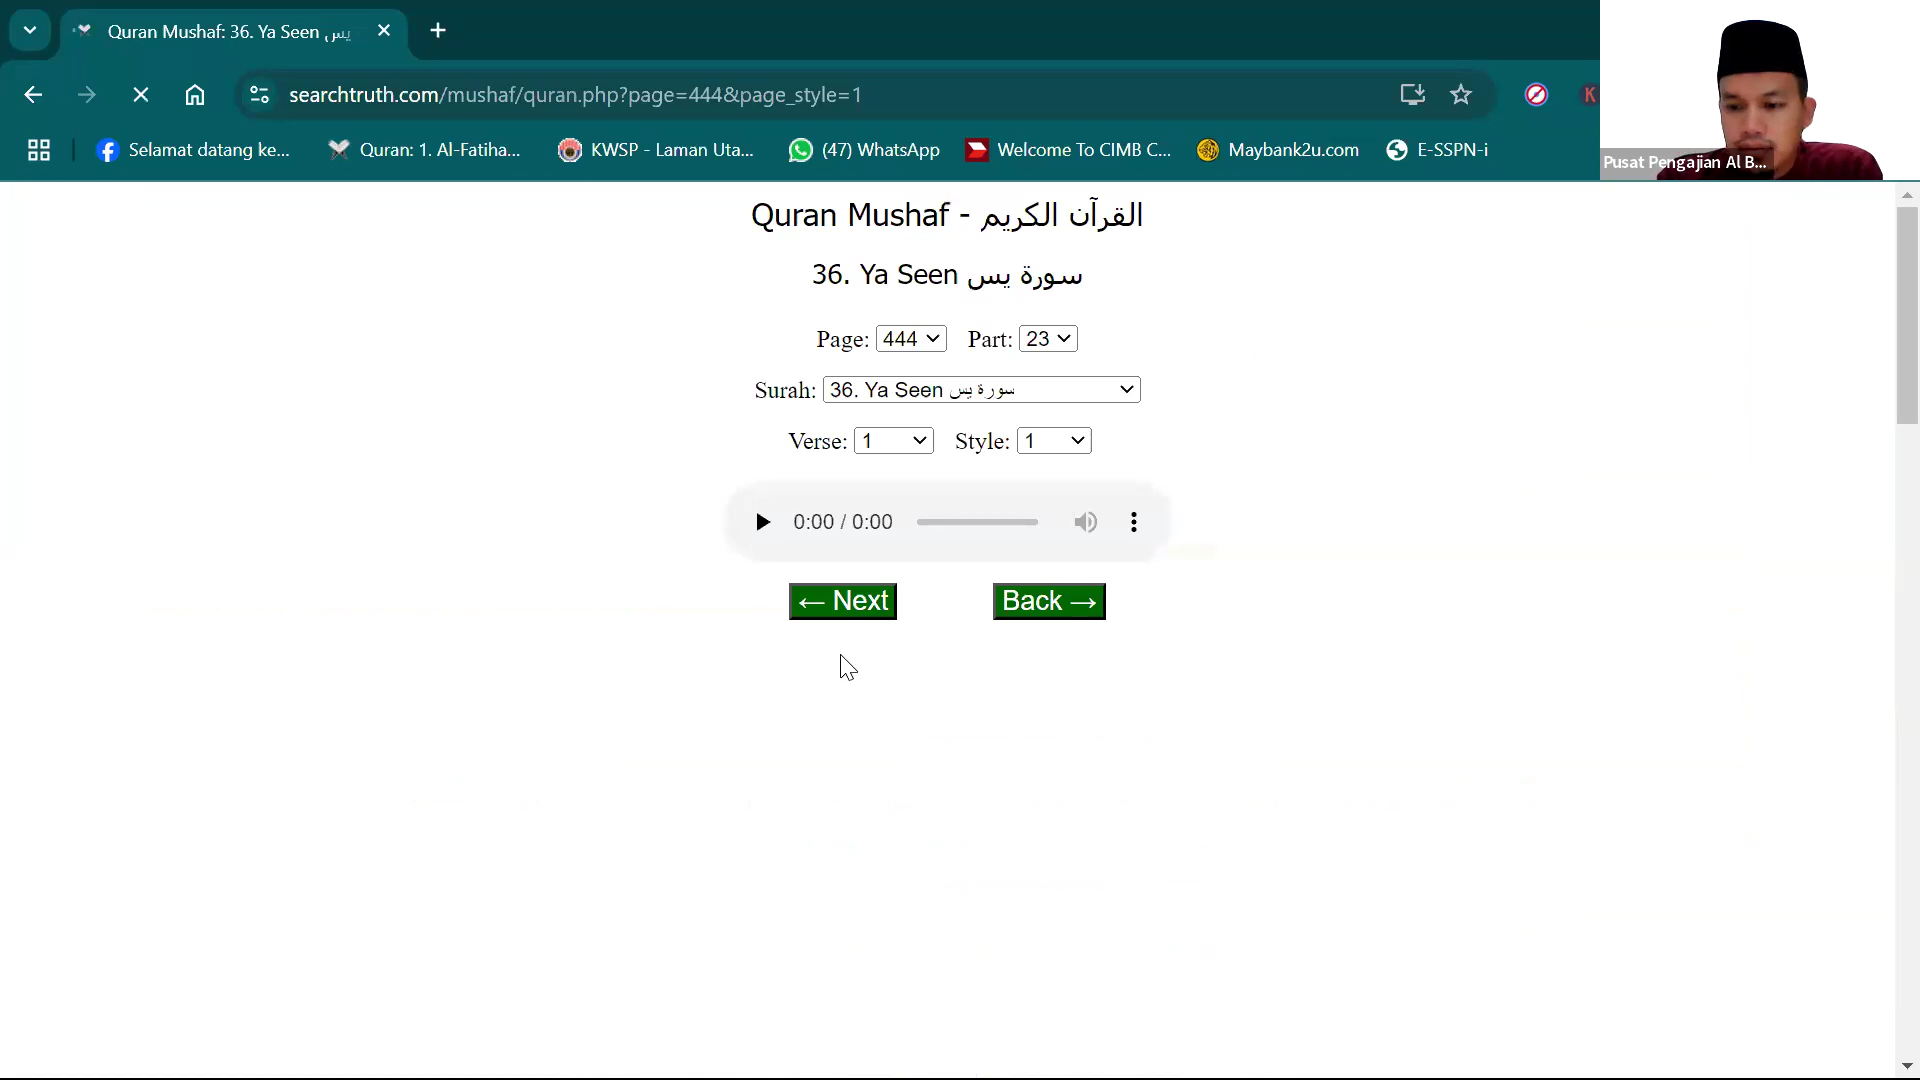 Quran Mushaf: 36. Ya Seen يس
searchtruth.com/mushaf/quran.php?page=444&page_style=1
K
Selamat datang ke...
Quran: 1. Al-Fatiha...
KWSP - Laman Uta...
(47) WhatsApp
Welcome To CIMB C...
Maybank2u.com
E-SSPN-i
Pusat Pengajian Al B...
Quran Mushaf - القرآن الكريم
36. Ya Seen سورة يس
Page: 444 Part: 23
Surah: 36. Ya Seen سورة يس
Verse: 1 Style: 1
0:00 / 0:00
← Next Back →